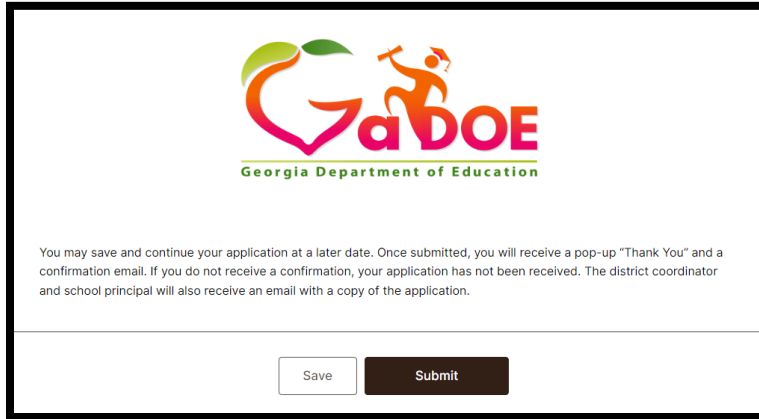 GaDOE
Georgia Department of Education
You may save and continue your application at a later date. Once submitted, you will receive a pop-up “Thank You” and a
confirmation email. If you do not receive a confirmation, your application has not been received. The district coordinator
and school principal will also receive an email with a copy of the application.
Save Submit